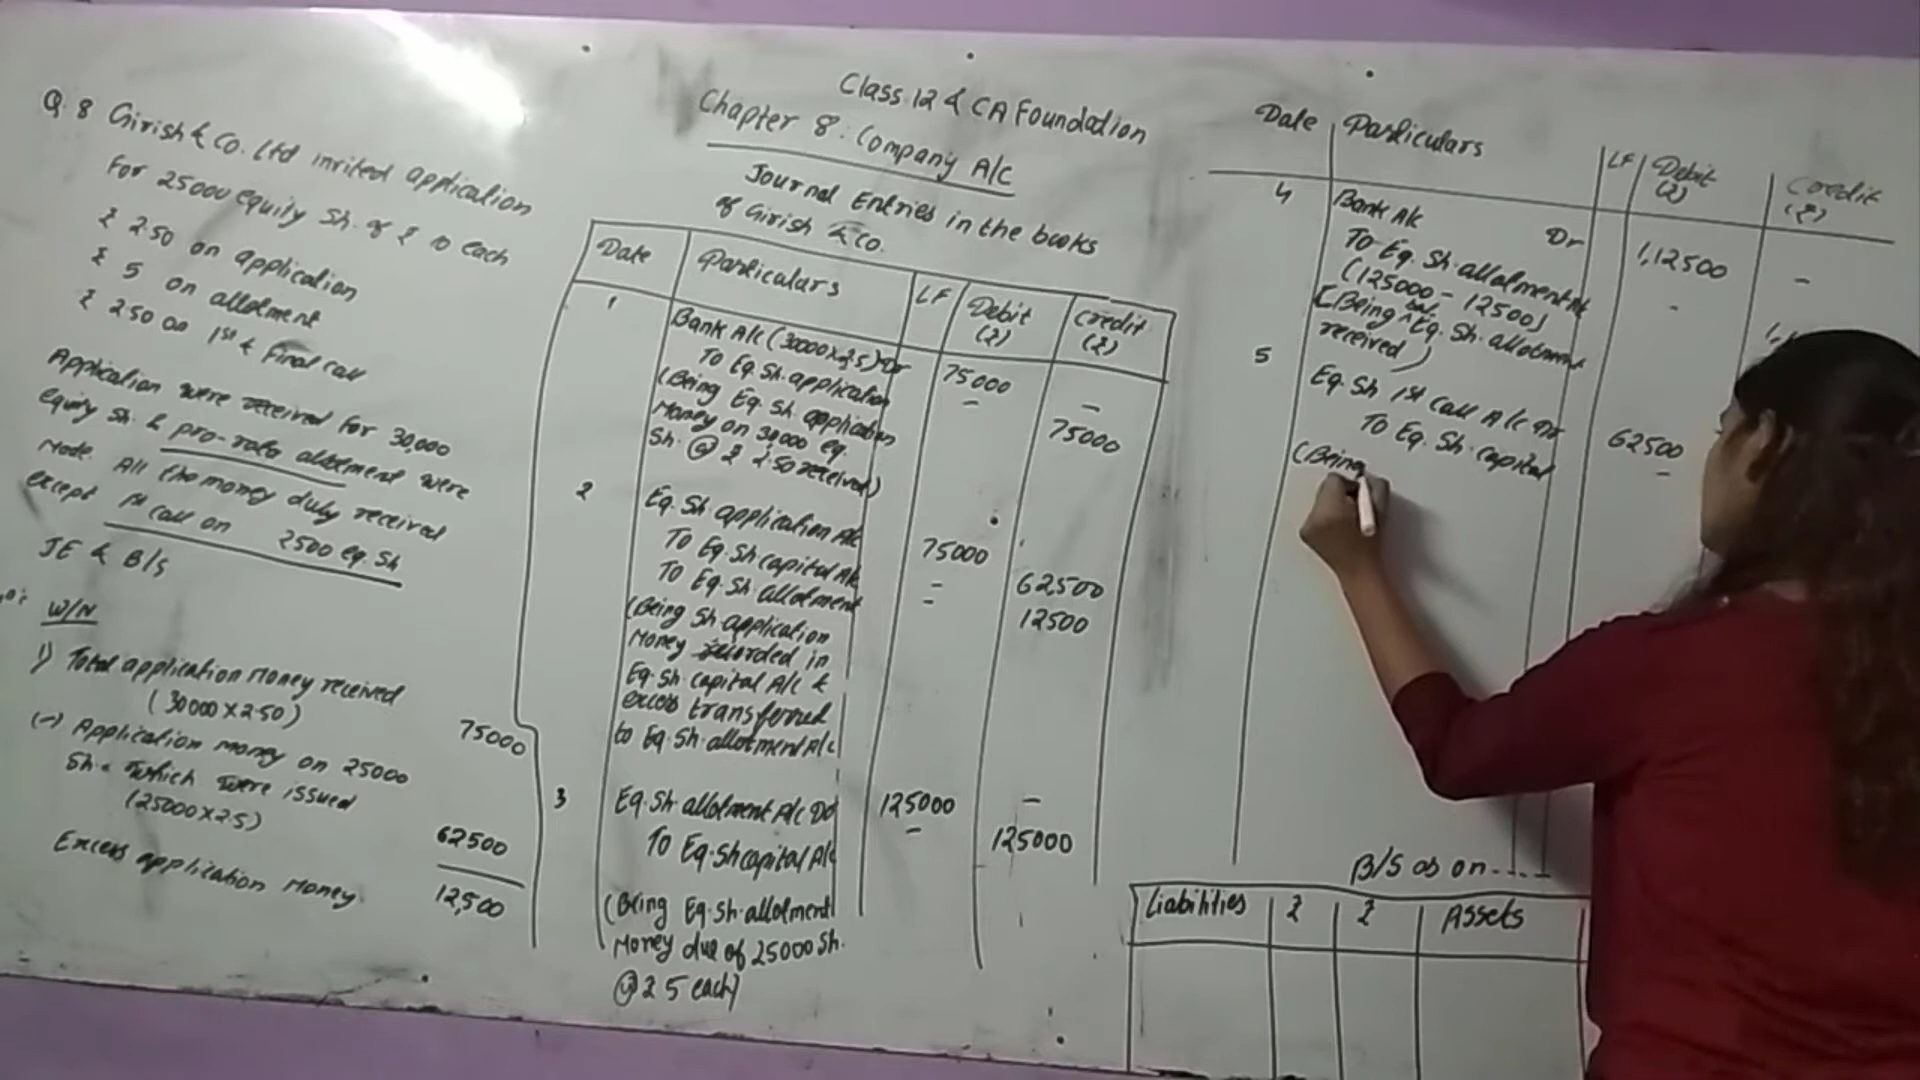 Class 12 & CA Foundation
Chapter 8: Company A/c
Q. 8 Girish & Co. Ltd invited application
For 25000 equity Sh. of ₹ 10 each
₹ 2.50 on application
₹ 5 on allotment
₹ 2.50 on 1st & Final call
Application were received for 30,000
equity Sh. & pro-rata allotment were
Made. All the money duly received
except 1st call on 2500 eq. Sh
JE & B/S
W/N
1) Total application Money received
(30000 x 2.50)
75000
(-) Application Money on 25000
Sh. which were issued
(25000 x 2.5)
62500
Excess application Money
12,500
Journal Entries in the books
of Girish & Co.
Date Particulars LF Debit (₹) Credit (₹)
1 Bank A/c (30000 x 2.5) Dr 75000 -
To Eq. Sh. application - 75000
(Being Eq. Sh. application
Money on 30,000 eq.
Sh. @ ₹ 2.50 received)
2 Eq. Sh application A/c 75000
To Eq. Sh capital A/c - 62,500
To Eq. Sh. allotment - 12500
(Being Sh. application
Money recorded in
Eq. Sh capital A/c &
excess transferred
to Eq. Sh. allotment A/c
3 Eq. Sh. allotment A/c Dr 125000 -
To Eq. Sh capital A/c - 125000
(Being Eq. Sh. allotment
Money due of 25000 Sh.
@ ₹ 5 each)
Date Particulars LF Debit (₹) Credit (₹)
4 Bank A/c Dr 1,12500 -
To Eq. Sh. allotment A/c -
(125000 - 12500)
(Being bal. Eq. Sh. allotment
received)
5 Eq. Sh 1st call A/c Dr 62500
To Eq. Sh. capital -
(Being
B/S as on....
Liabilities ₹ ₹ Assets